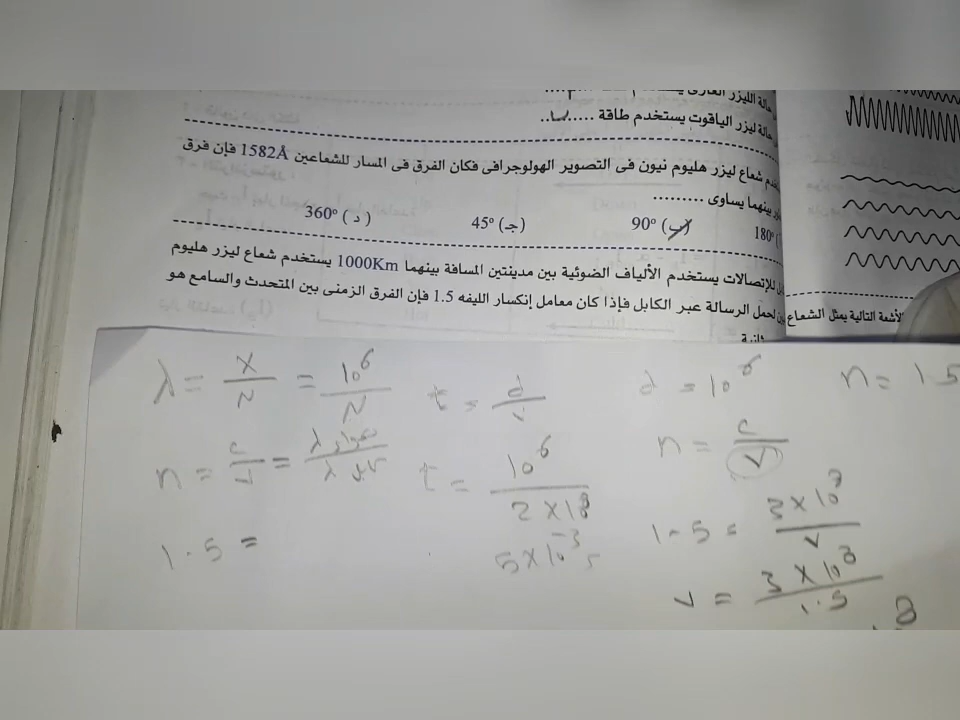 حالة ليزر الياقوت يستخدم طاقة ........
شعاع ليزر هليوم نيون فى التصوير الهولوجرافى فكان الفرق فى المسار للشعاعين 1582Å فإن فرق
بينهما يساوى .........
180°
(ب) 90°
(جـ) 45°
(د) 360°
للإتصالات يستخدم الألياف الضوئية بين مدينتين المسافة بينهما 1000Km يستخدم شعاع ليزر هليوم
لحمل الرسالة عبر الكابل فإذا كان معامل إنكسار الليفه 1.5 فإن الفرق الزمنى بين المتحدث والسامع هو
الأشعة التالية يمثل الشعاع
λ = x/N = 10^6/N
n = c/v =
1.5 =
t = d/v
t = 10^6 / 2 × 10^8
5 × 10^-3 s
d = 10^6
n = 1.5
n = c/v
1.5 = 3 × 10^8 / v
v = 3 × 10^8 / 1.5